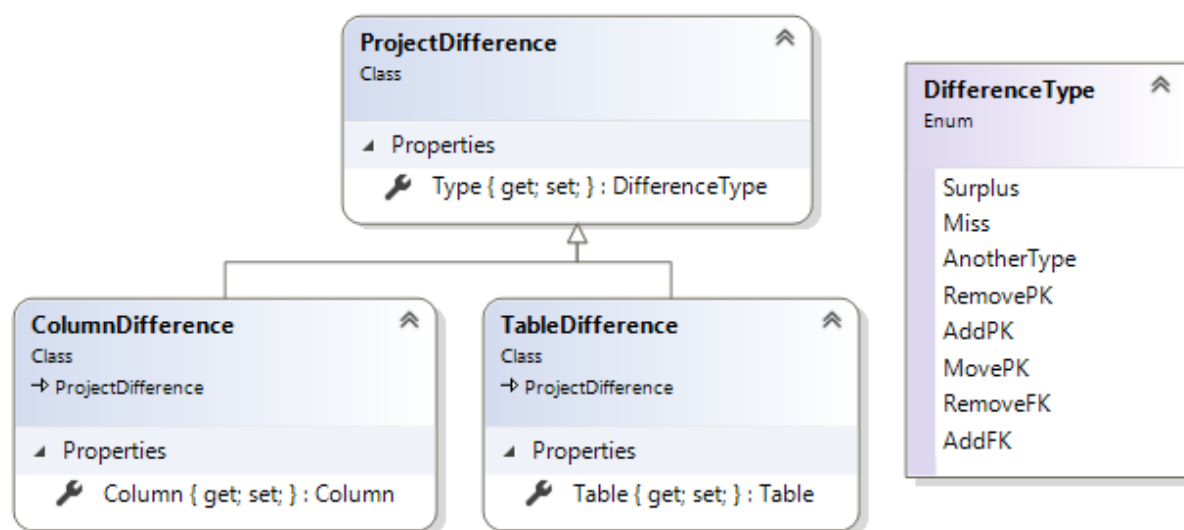 ProjectDifference
Class
Properties
Type { get; set; } : DifferenceType
DifferenceType
Enum
Surplus
Miss
AnotherType
RemovePK
AddPK
MovePK
RemoveFK
AddFK
ColumnDifference
Class
ProjectDifference
Properties
Column { get; set; } : Column
TableDifference
Class
ProjectDifference
Properties
Table { get; set; } : Table